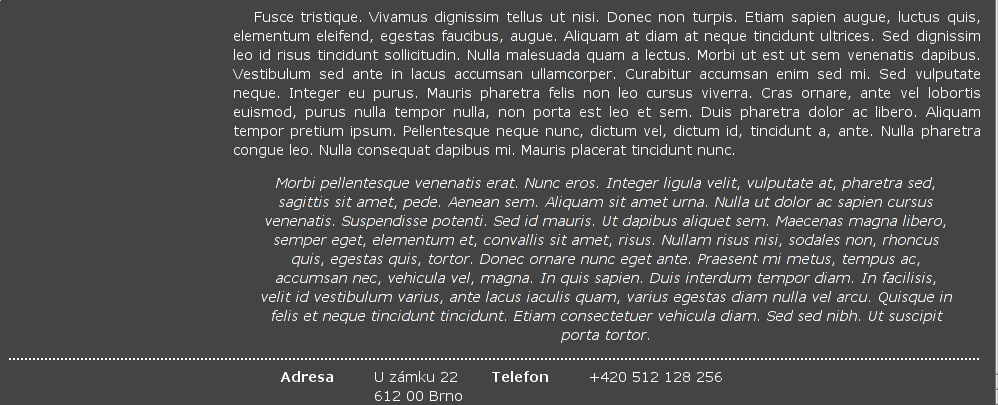 Fusce tristique. Vivamus dignissim tellus ut nisi. Donec non turpis. Etiam sapien augue, luctus quis,
elementum eleifend, egestas faucibus, augue. Aliquam at diam at neque tincidunt ultrices. Sed dignissim
leo id risus tincidunt sollicitudin. Nulla malesuada quam a lectus. Morbi ut est ut sem venenatis dapibus.
Vestibulum sed ante in lacus accumsan ullamcorper. Curabitur accumsan enim sed mi. Sed vulputate
neque. Integer eu purus. Mauris pharetra felis non leo cursus viverra. Cras ornare, ante vel lobortis
euismod, purus nulla tempor nulla, non porta est leo et sem. Duis pharetra dolor ac libero. Aliquam
tempor pretium ipsum. Pellentesque neque nunc, dictum vel, dictum id, tincidunt a, ante. Nulla pharetra
congue leo. Nulla consequat dapibus mi. Mauris placerat tincidunt nunc.
Morbi pellentesque venenatis erat. Nunc eros. Integer ligula velit, vulputate at, pharetra sed,
sagittis sit amet, pede. Aenean sem. Aliquam sit amet urna. Nulla ut dolor ac sapien cursus
venenatis. Suspendisse potenti. Sed id mauris. Ut dapibus aliquet sem. Maecenas magna libero,
semper eget, elementum et, convallis sit amet, risus. Nullam risus nisi, sodales non, rhoncus
quis, egestas quis, tortor. Donec ornare nunc eget ante. Praesent mi metus, tempus ac,
accumsan nec, vehicula vel, magna. In quis sapien. Duis interdum tempor diam. In facilisis,
velit id vestibulum varius, ante lacus iaculis quam, varius egestas diam nulla vel arcu. Quisque in
felis et neque tincidunt tincidunt. Etiam consectetuer vehicula diam. Sed sed nibh. Ut suscipit
porta tortor.
Adresa U zámku 22 Telefon +420 512 128 256
612 00 Brno